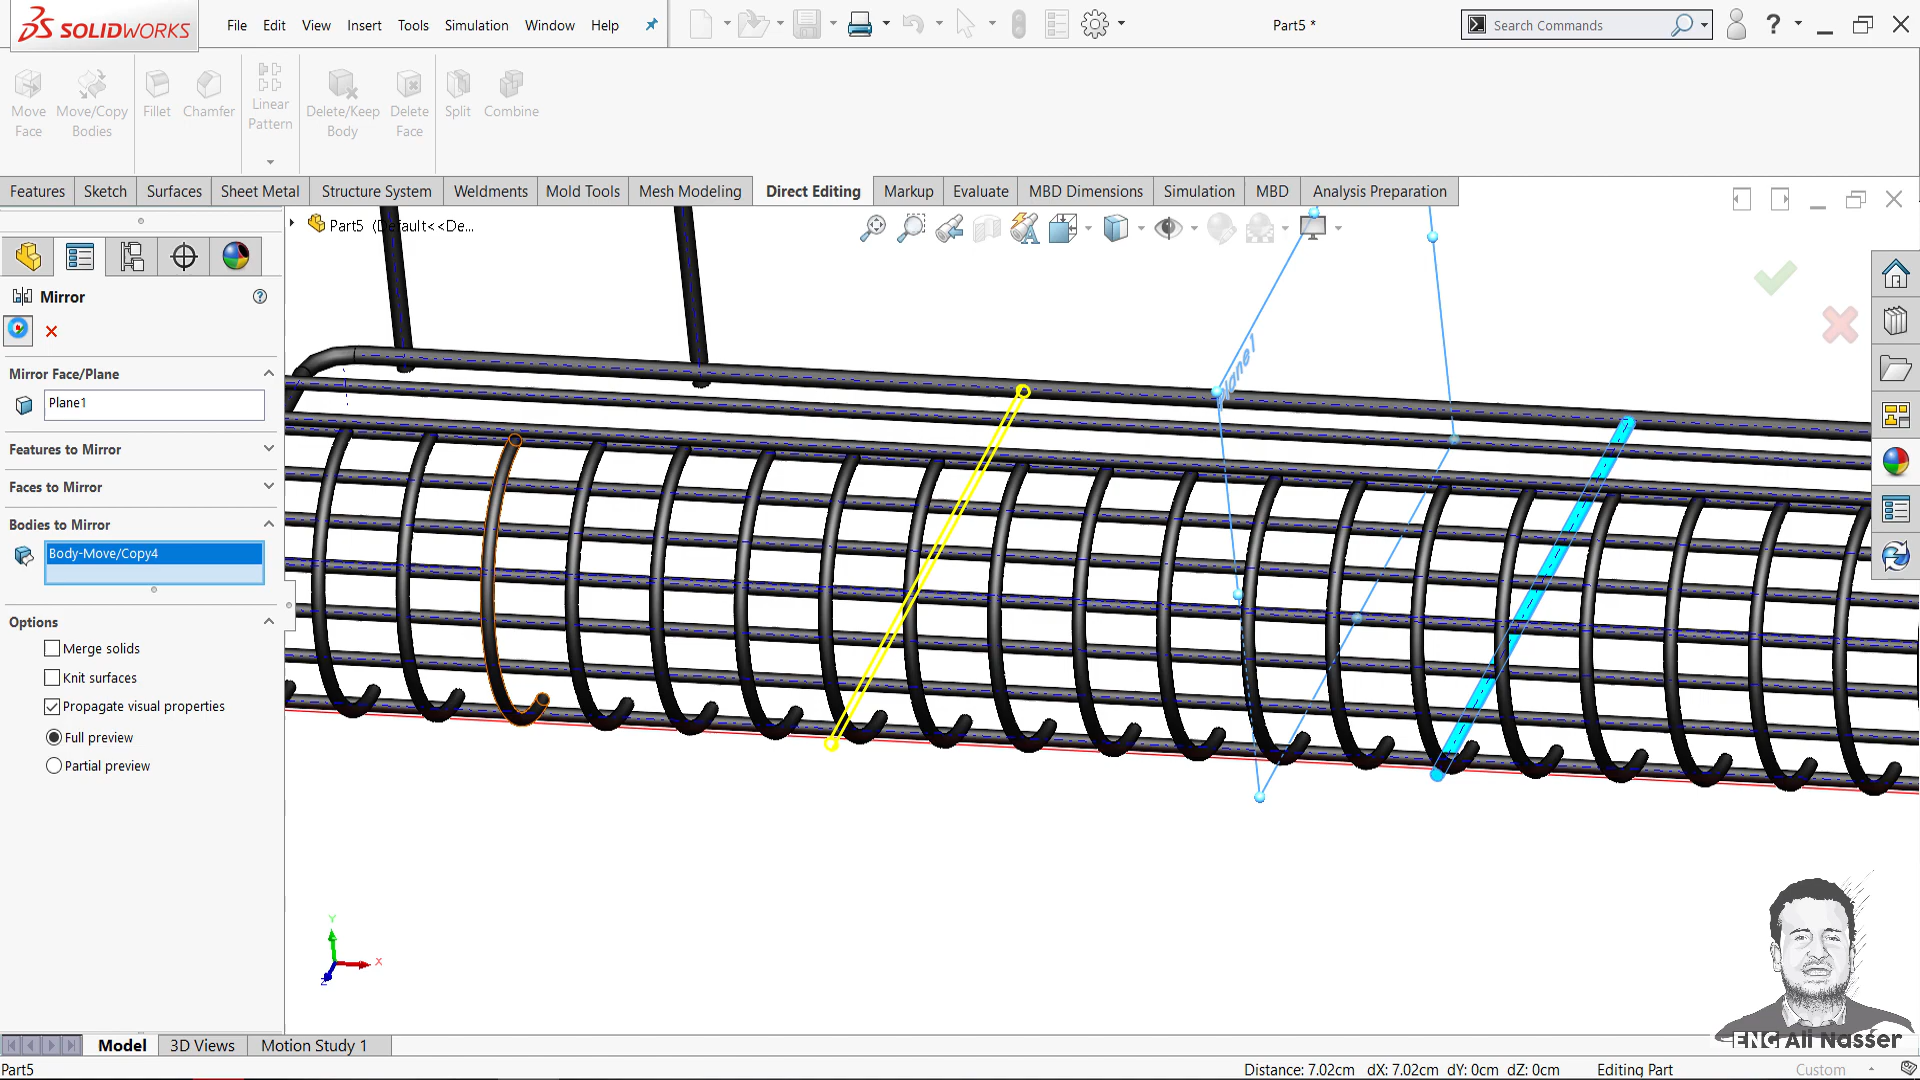 SOLIDWORKS
File Edit View Insert Tools Simulation Window Help
Part5 *
Search Commands
Move Face
Move/Copy Bodies
Fillet
Chamfer
Linear Pattern
Delete/Keep Body
Delete Face
Split
Combine
Features Sketch Surfaces Sheet Metal Structure System Weldments Mold Tools Mesh Modeling Direct Editing Markup Evaluate MBD Dimensions Simulation MBD Analysis Preparation
Part5 (Default<<De...
Mirror
Mirror Face/Plane
Plane1
Features to Mirror
Faces to Mirror
Bodies to Mirror
Body-Move/Copy4
Options
Merge solids
Knit surfaces
Propagate visual properties
Full preview
Partial preview
Plane1
Y
X
Z
ENG Ali Nasser
Model 3D Views Motion Study 1
Part5
Distance: 7.02cm dX: 7.02cm dY: 0cm dZ: 0cm Editing Part Custom